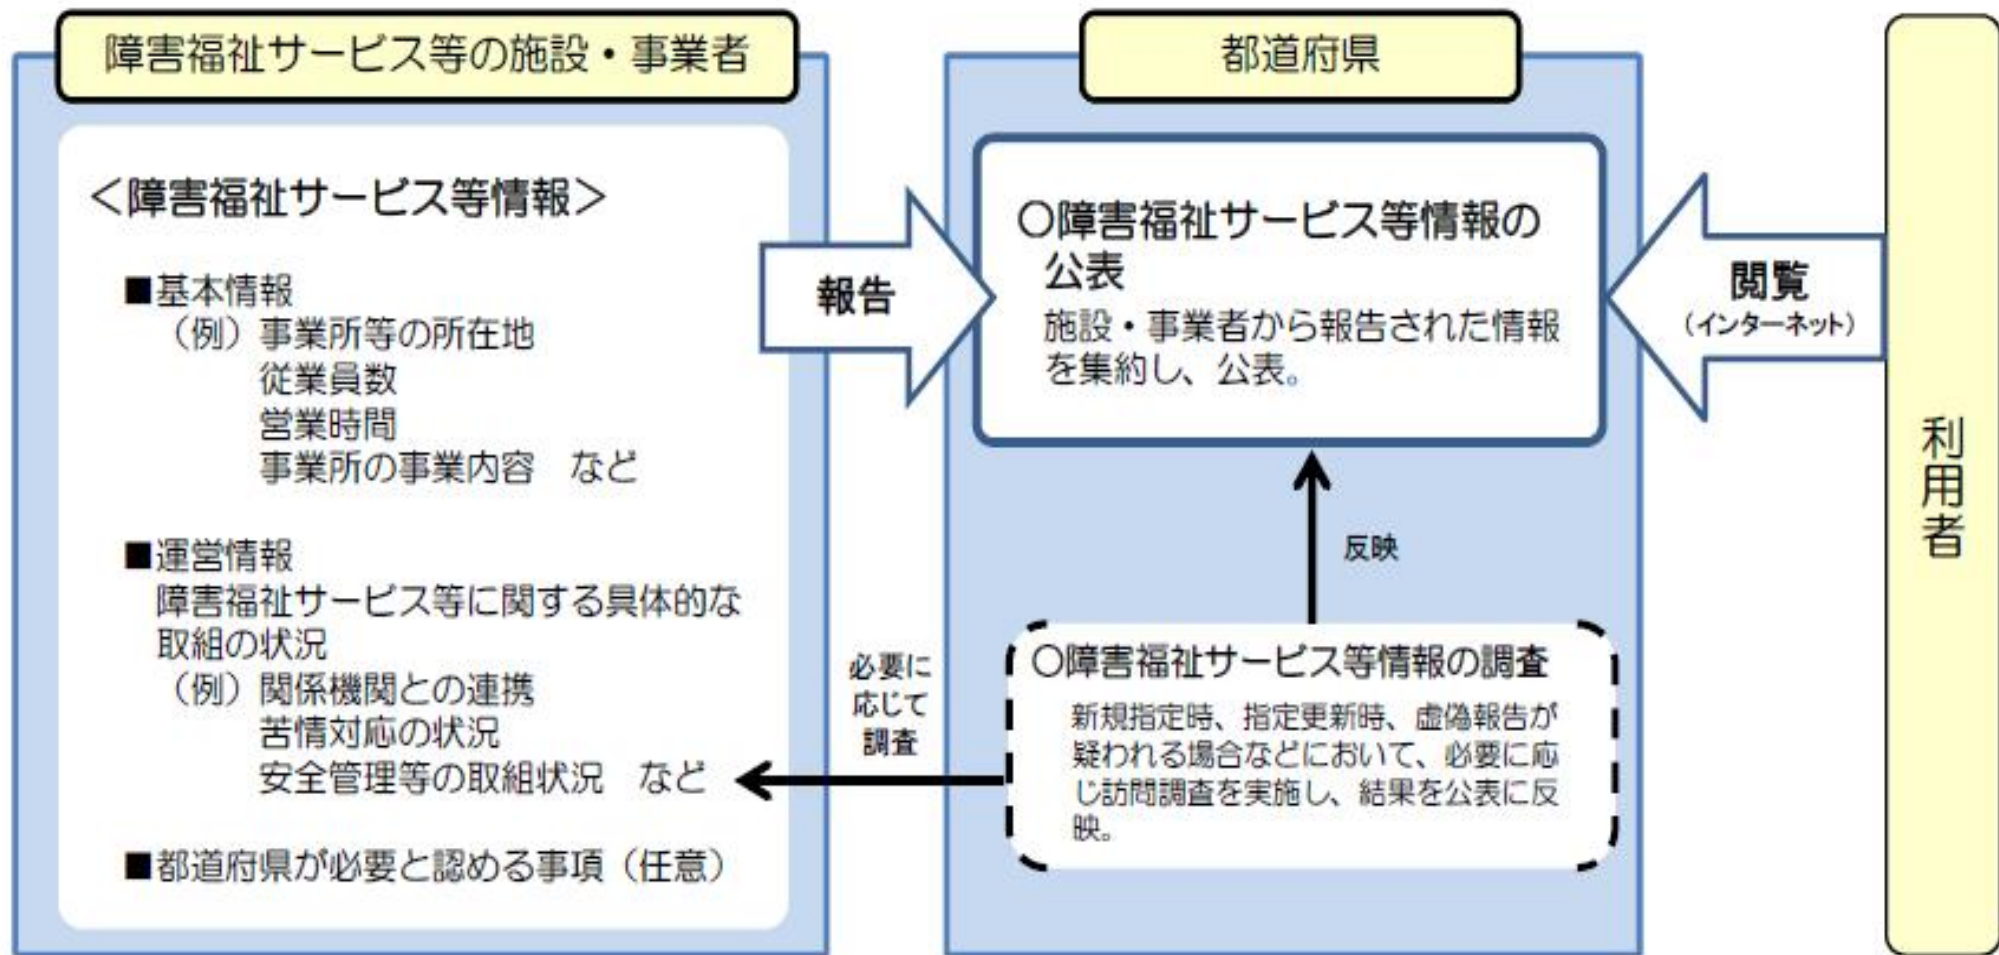 障害福祉サービス等の施設・事業者
＜障害福祉サービス等情報＞
■基本情報
（例）事業所等の所在地
従業員数
営業時間
事業所の事業内容　など
■運営情報
障害福祉サービス等に関する具体的な
取組の状況
（例）関係機関との連携
苦情対応の状況
安全管理等の取組状況　など
■都道府県が必要と認める事項（任意）
報告
必要に
応じて
調査
都道府県
○障害福祉サービス等情報の
公表
施設・事業者から報告された情報
を集約し、公表。
反映
○障害福祉サービス等情報の調査
新規指定時、指定更新時、虚偽報告が
疑われる場合などにおいて、必要に応
じ訪問調査を実施し、結果を公表に反
映。
閲覧
（インターネット）
利用者